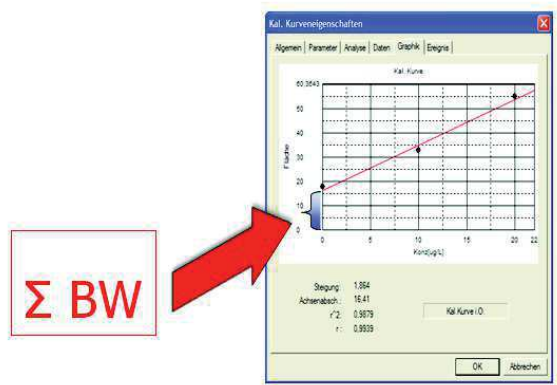 Kal. Kurveneigenschaften
Allgemein Parameter Analyse Daten Graphik Ereignis
Kal. Kurve
60,3643
50
40
30
20
10
0
Fläche
0 5 10 15 20 22
Konz[ug/L]
Steigung: 1,864
Achsenabsch.: 16,41
r^2: 0,9879
r: 0,9939
Kal.Kurve i.O.
OK Abbrechen
Σ BW